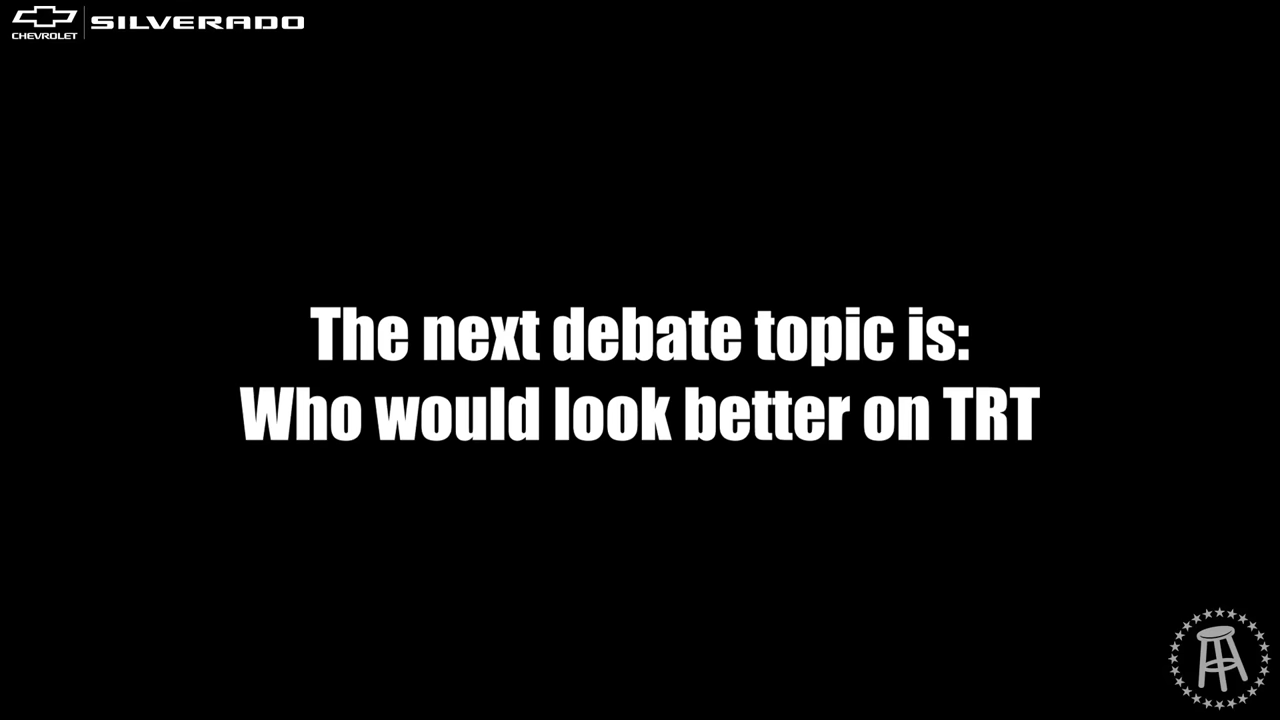 CHEVROLET
SILVERADO
The next debate topic is:
Who would look better on TRT